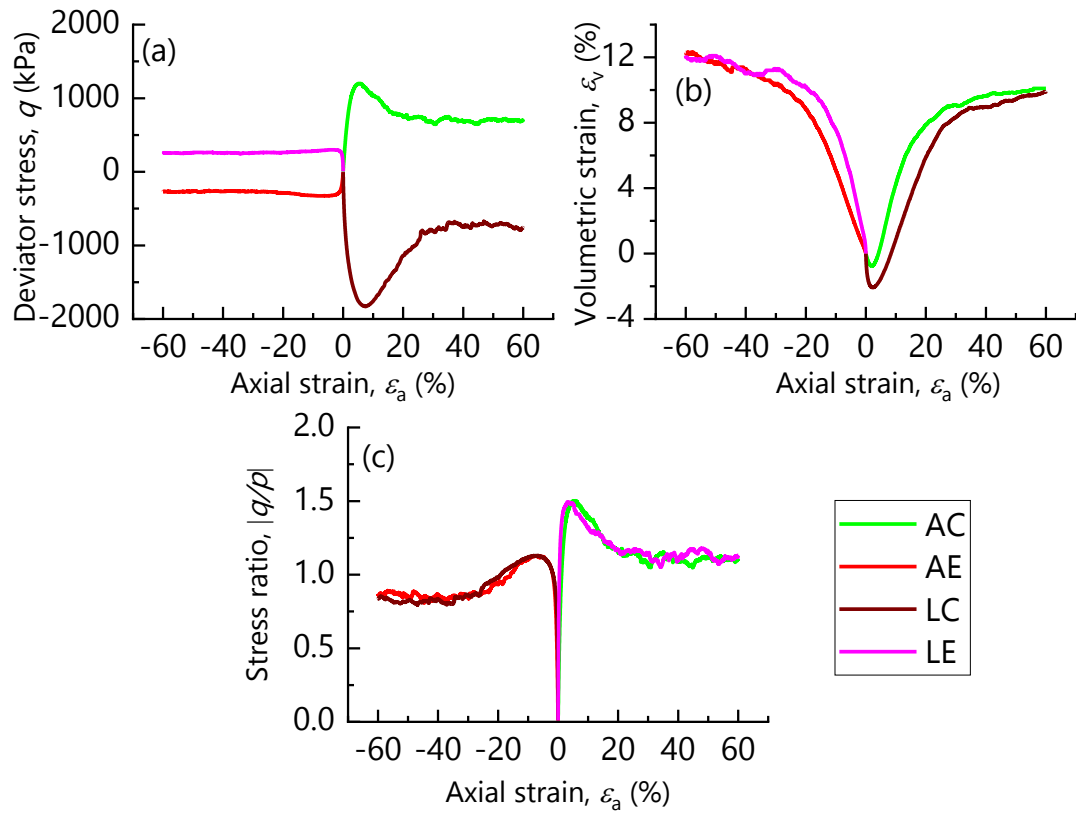 (a)
Deviator stress, q (kPa)
2000
1000
0
-1000
-2000
-60 -40 -20 0 20 40 60
Axial strain, εa (%)
(b)
Volumetric strain, εv (%)
12
8
4
0
-4
-60 -40 -20 0 20 40 60
Axial strain, εa (%)
(c)
Stress ratio, |q/p|
2.0
1.5
1.0
0.5
0.0
-60 -40 -20 0 20 40 60
Axial strain, εa (%)
AC
AE
LC
LE